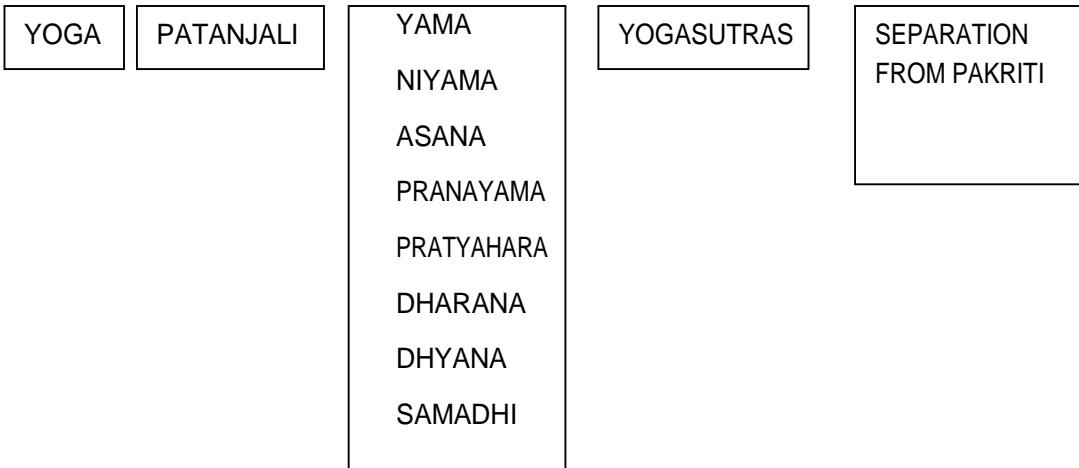 YOGA
PATANJALI
YAMA
NIYAMA
ASANA
PRANAYAMA
PRATYAHARA
DHARANA
DHYANA
SAMADHI
YOGASUTRAS
SEPARATION
FROM PAKRITI